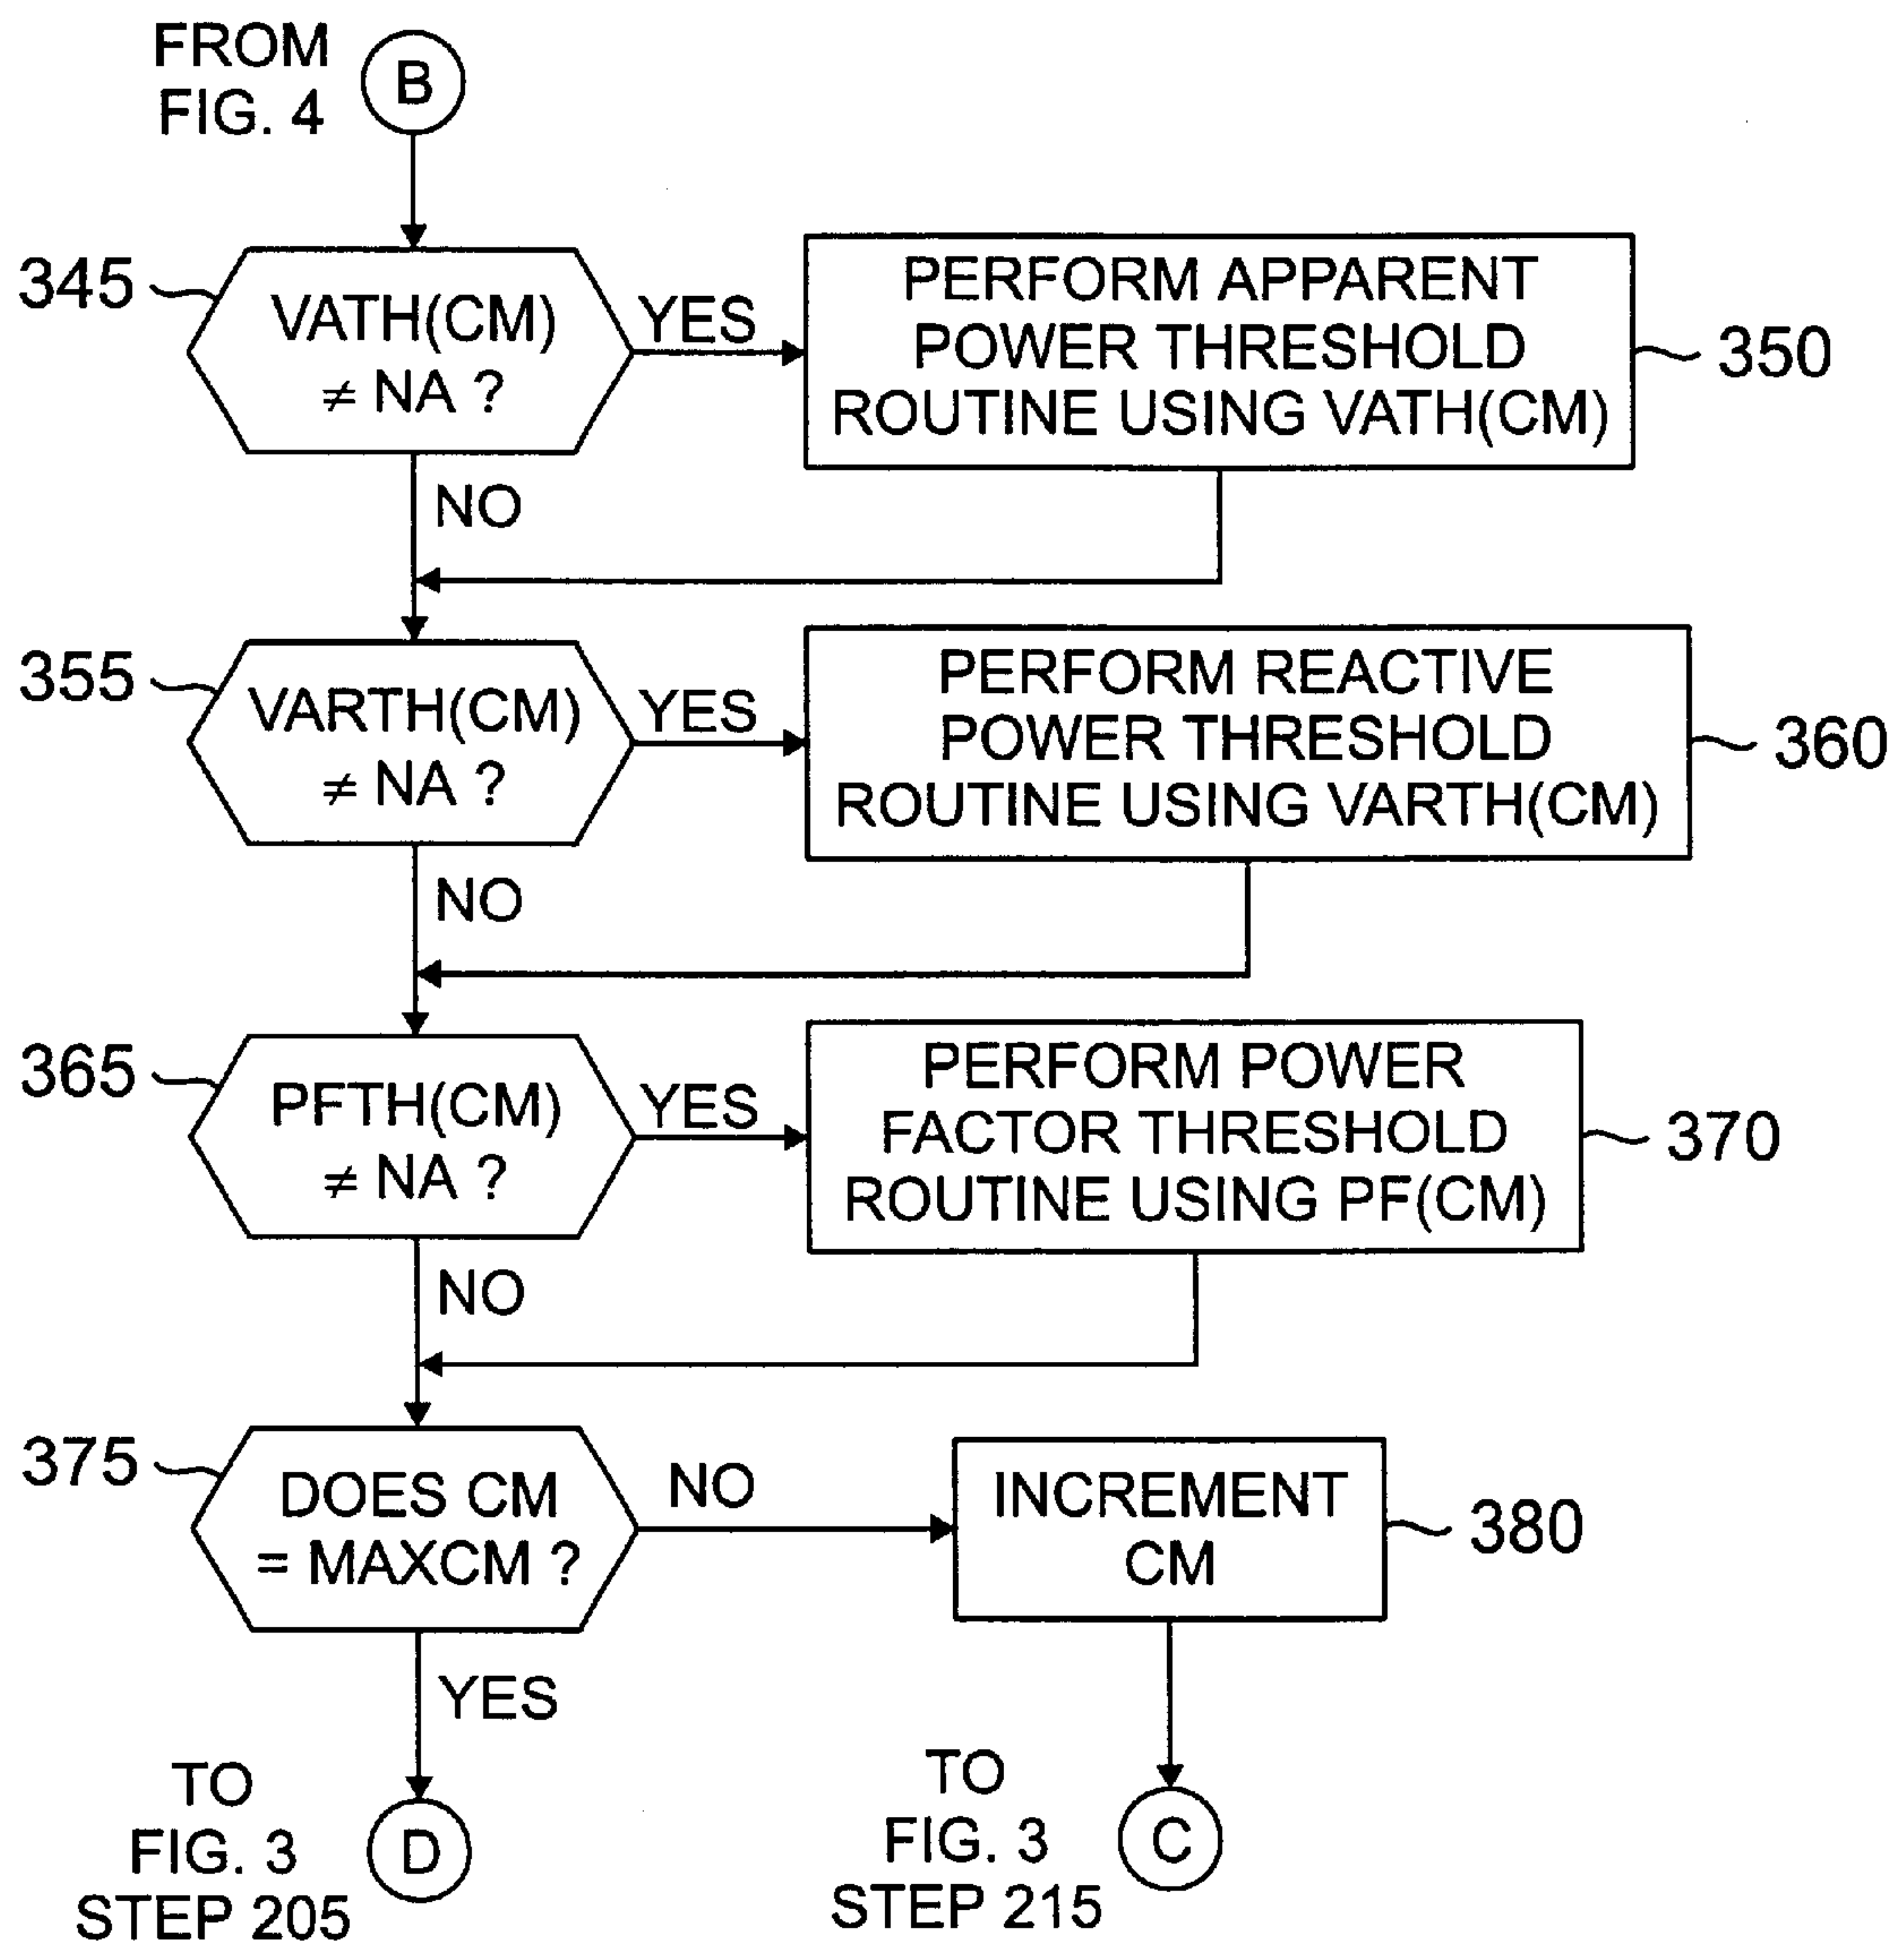 FROM
FIG. 4
B
345
VATH(CM)
≠ NA ?
YES
PERFORM APPARENT
POWER THRESHOLD
ROUTINE USING VATH(CM)
350
NO
355
VARTH(CM)
≠ NA ?
YES
PERFORM REACTIVE
POWER THRESHOLD
ROUTINE USING VARTH(CM)
360
NO
365
PFTH(CM)
≠ NA ?
YES
PERFORM POWER
FACTOR THRESHOLD
ROUTINE USING PF(CM)
370
NO
375
DOES CM
= MAXCM ?
NO
INCREMENT
CM
380
YES
TO
FIG. 3
STEP 205
D
TO
FIG. 3
STEP 215
C